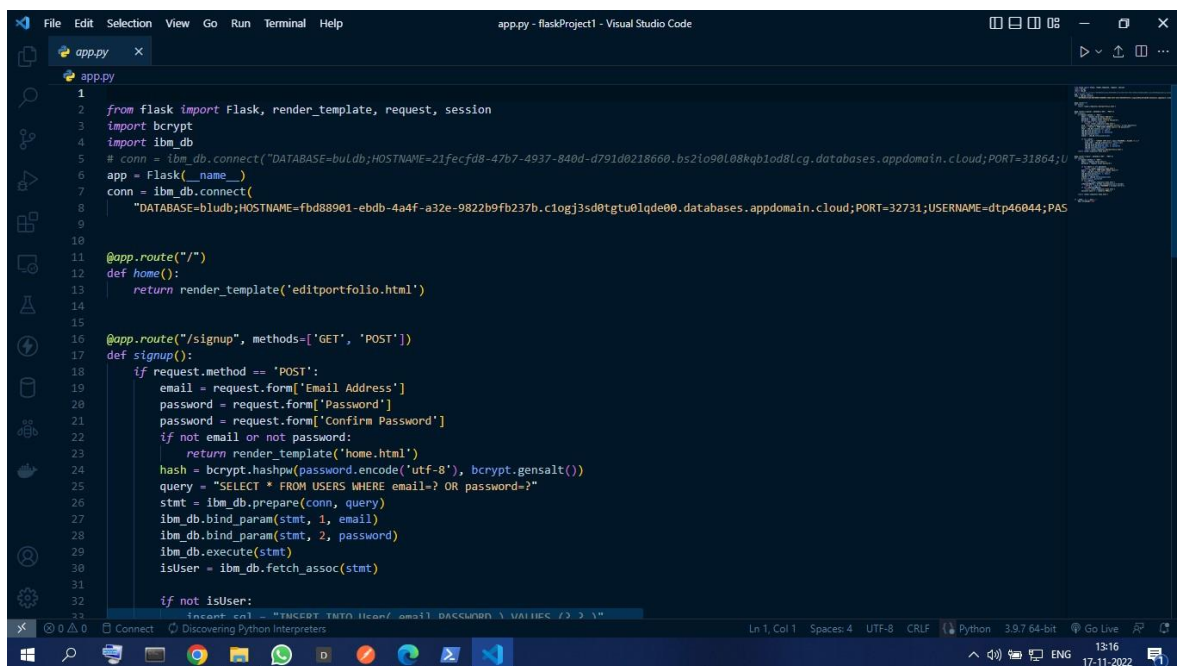 File Edit Selection View Go Run Terminal Help
app.py - flaskProject1 - Visual Studio Code
app.py
app.py
1
2 from flask import Flask, render_template, request, session
3 import bcrypt
4 import ibm_db
5 # conn = ibm_db.connect("DATABASE=buldb;HOSTNAME=21fecfd8-47b7-4937-840d-d791d0218660.bs2io90l08kqb1od8lcg.databases.appdomain.cloud;PORT=31864;U
6 app = Flask(__name__)
7 conn = ibm_db.connect(
8 "DATABASE=bludb;HOSTNAME=fbd88901-ebdb-4a4f-a32e-9822b9fb237b.c1ogj3sd0tgtu0lqde00.databases.appdomain.cloud;PORT=32731;USERNAME=dtp46044;PAS
9
10
11 @app.route("/")
12 def home():
13 return render_template('editportfolio.html')
14
15
16 @app.route("/signup", methods=['GET', 'POST'])
17 def signup():
18 if request.method == 'POST':
19 email = request.form['Email Address']
20 password = request.form['Password']
21 password = request.form['Confirm Password']
22 if not email or not password:
23 return render_template('home.html')
24 hash = bcrypt.hashpw(password.encode('utf-8'), bcrypt.gensalt())
25 query = "SELECT * FROM USERS WHERE email=? OR password=?"
26 stmt = ibm_db.prepare(conn, query)
27 ibm_db.bind_param(stmt, 1, email)
28 ibm_db.bind_param(stmt, 2, password)
29 ibm_db.execute(stmt)
30 isUser = ibm_db.fetch_assoc(stmt)
31
32 if not isUser:
33 insert_sql = "INSERT INTO User( email,PASSWORD ) VALUES (?,?,)"
0 0 Connect Discovering Python Interpreters
Ln 1, Col 1 Spaces: 4 UTF-8 CRLF Python 3.9.7 64-bit Go Live
ENG
13:16
17-11-2022